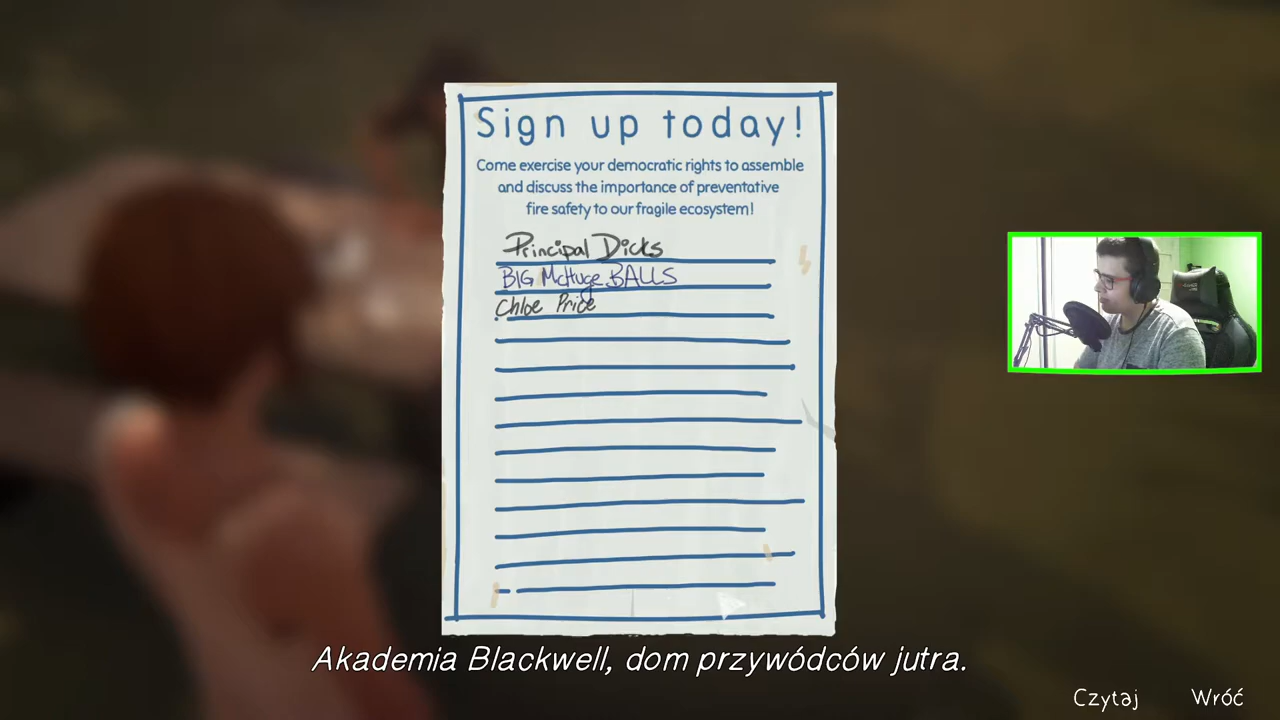 Sign up today!
Come exercise your democratic rights to assemble
and discuss the importance of preventative
fire safety to our fragile ecosystem!
Principal Dicks
BIG McHuge BALLS
Chloe Price
Akademia Blackwell, dom przywódców jutra.
Czytaj Wróć